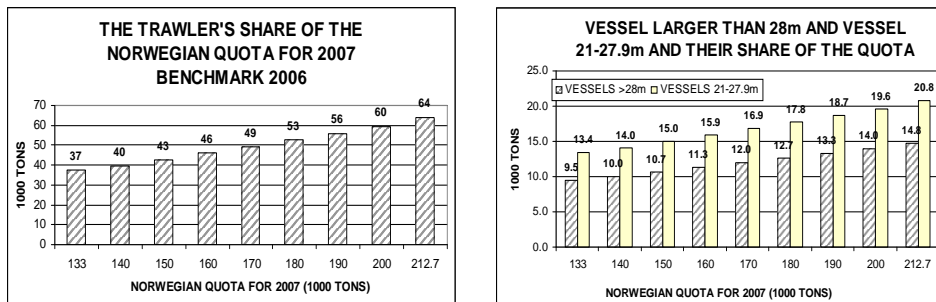 THE TRAWLER'S SHARE OF THE
NORWEGIAN QUOTA FOR 2007
BENCHMARK 2006
1000 TONS
70
60
50
40
30
20
10
0
37 40 43 46 49 53 56 60 64
133 140 150 160 170 180 190 200 212.7
NORWEGIAN QUOTA FOR 2007 (1000 TONS)
VESSEL LARGER THAN 28m AND VESSEL
21-27.9m AND THEIR SHARE OF THE QUOTA
VESSELS >28m VESSELS 21-27.9m
1000 TONS
25.0
20.0
15.0
10.0
5.0
0.0
13.4 14.0 15.0 15.9 16.9 17.8 18.7 19.6 20.8
9.5 10.0 10.7 11.3 12.0 12.7 13.3 14.0 14.8
133 140 150 160 170 180 190 200 212.7
NORWEGIAN QUOTA FOR 2007 (1000 TONS)